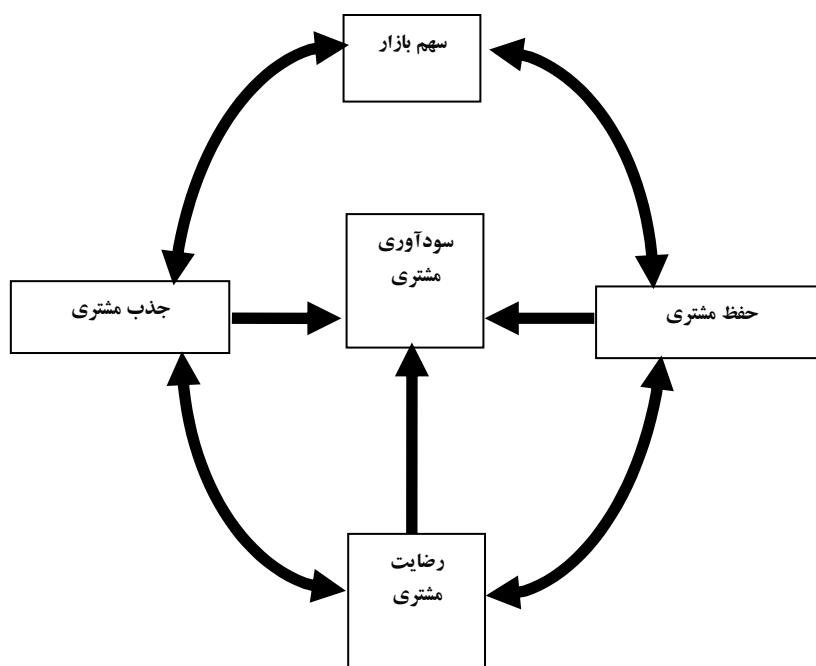 سهم بازار
سودآوری
مشتری
حفظ مشتری
جذب مشتری
رضایت
مشتری